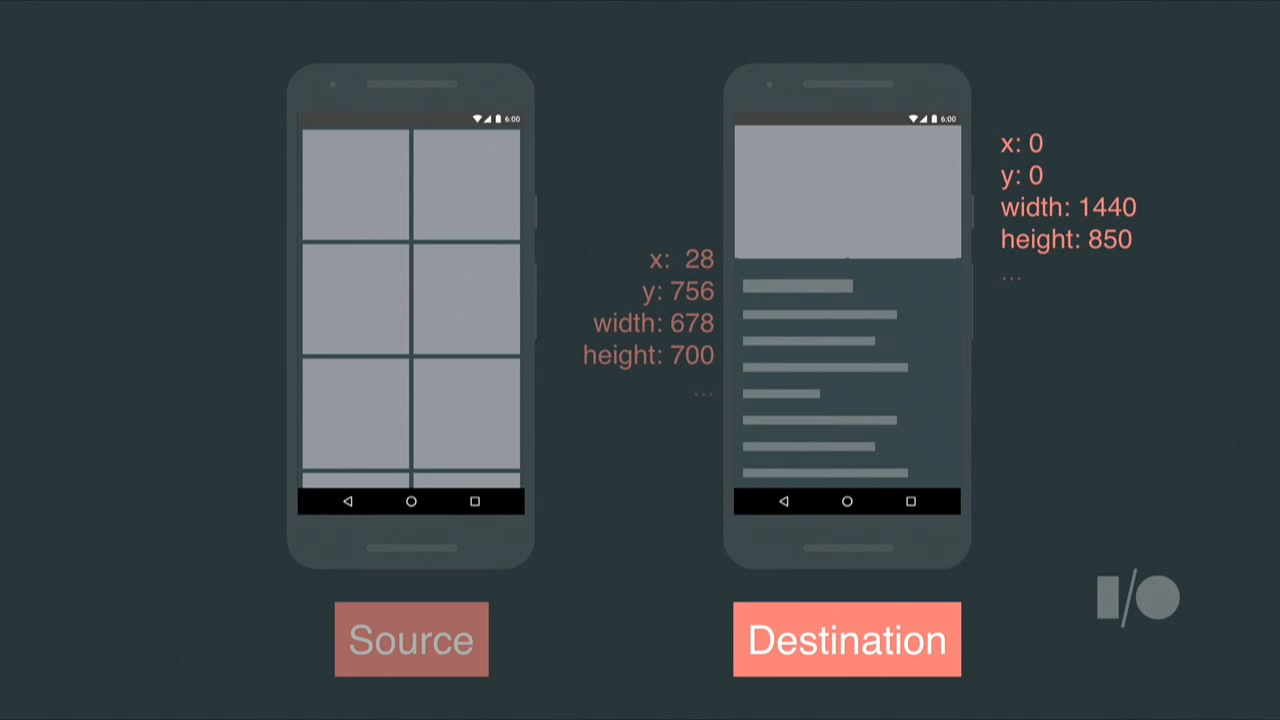 6:00
6:00
x: 0
y: 0
width: 1440
height: 850
...
x: 28
y: 756
width: 678
height: 700
...
I/O
Source
Destination